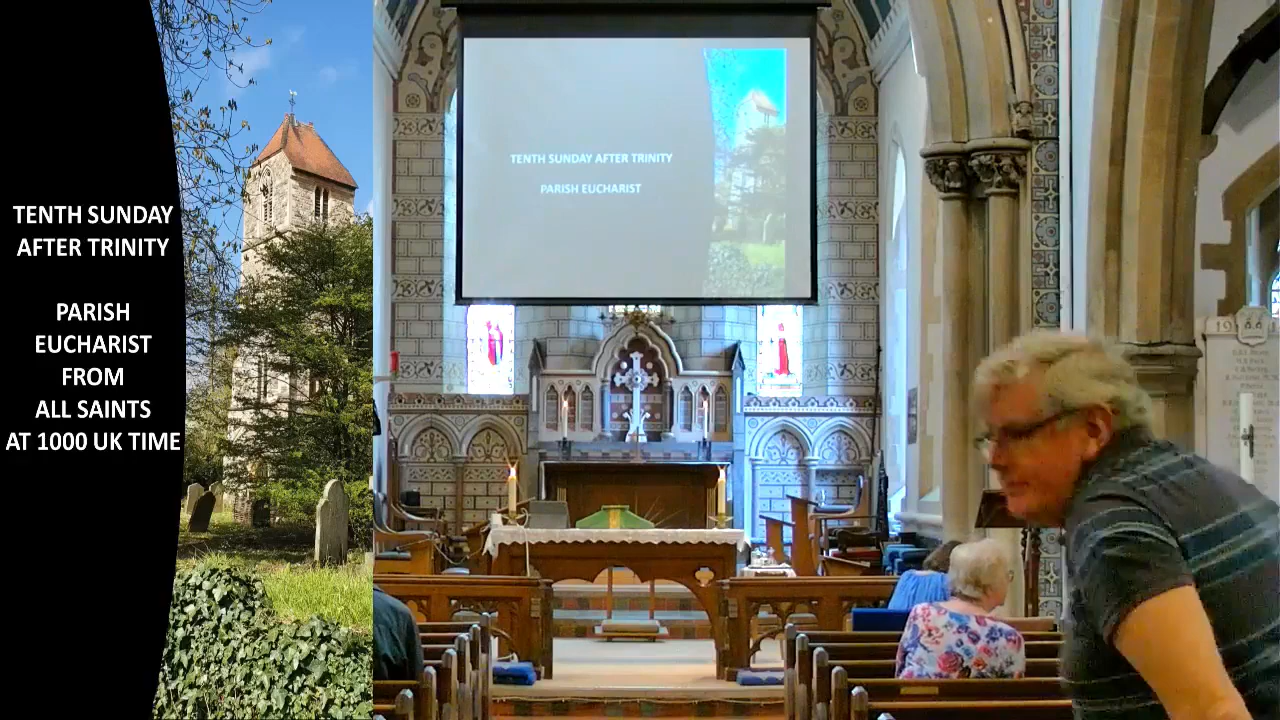 TENTH SUNDAY
AFTER TRINITY
PARISH
EUCHARIST
FROM
ALL SAINTS
AT 1000 UK TIME
TENTH SUNDAY AFTER TRINITY
PARISH EUCHARIST